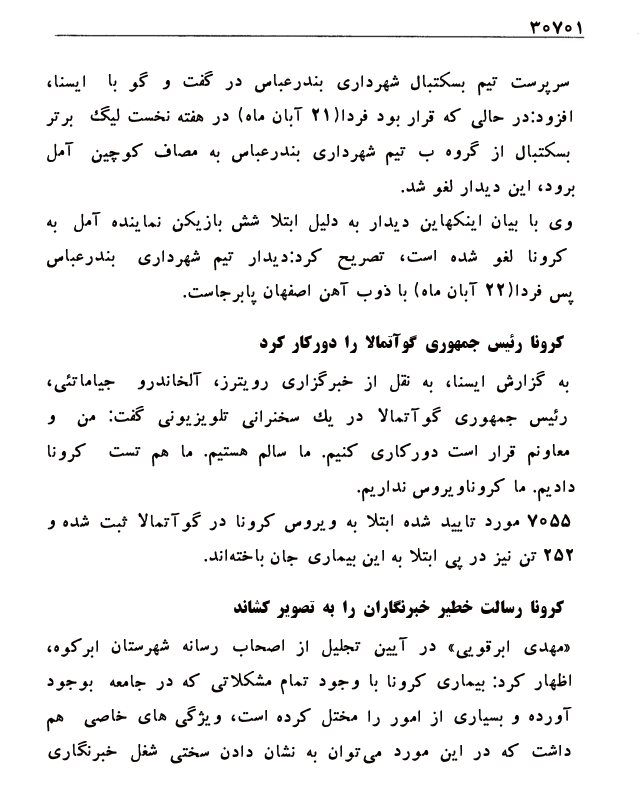 ۳۰۷۰۱
سرپرست تیم بسکتبال شهرداری بندرعباس در گفت و گو با ایسنا،
افزود:در حالی که قرار بود فردا(۲۱ آبان ماه) در هفته نخست لیگ برتر
بسکتبال از گروه ب تیم شهرداری بندرعباس به مصاف کوچین آمل
برود، این دیدار لغو شد.
وی با بیان اینکهاین دیدار به دلیل ابتلا شش بازیکن نماینده آمل به
کرونا لغو شده است، تصریح کرد:دیدار تیم شهرداری بندرعباس
پس فردا(۲۲ آبان ماه) با ذوب آهن اصفهان پابرجاست.
کرونا رئیس جمهوری گوآتمالا را دورکار کرد
به گزارش ایسنا، به نقل از خبرگزاری رویترز، آلخاندرو جیاماتئی،
رئیس جمهوری گوآتمالا در یک سخنرانی تلویزیونی گفت: من و
معاونم قرار است دورکاری کنیم. ما سالم هستیم. ما هم تست کرونا
دادیم. ما کروناویروس نداریم.
۷۰۵۵ مورد تایید شده ابتلا به ویروس کرونا در گوآتمالا ثبت شده و
۲۵۲ تن نیز در پی ابتلا به این بیماری جان باخته‌اند.
کرونا رسالت خطیر خبرنگاران را به تصویر کشاند
«مهدی ابرقویی» در آیین تجلیل از اصحاب رسانه شهرستان ابرکوه،
اظهار کرد: بیماری کرونا با وجود تمام مشکلاتی که در جامعه بوجود
آورده و بسیاری از امور را مختل کرده است، ویژگی های خاصی هم
داشت که در این مورد می‌توان به نشان دادن سختی شغل خبرنگاری